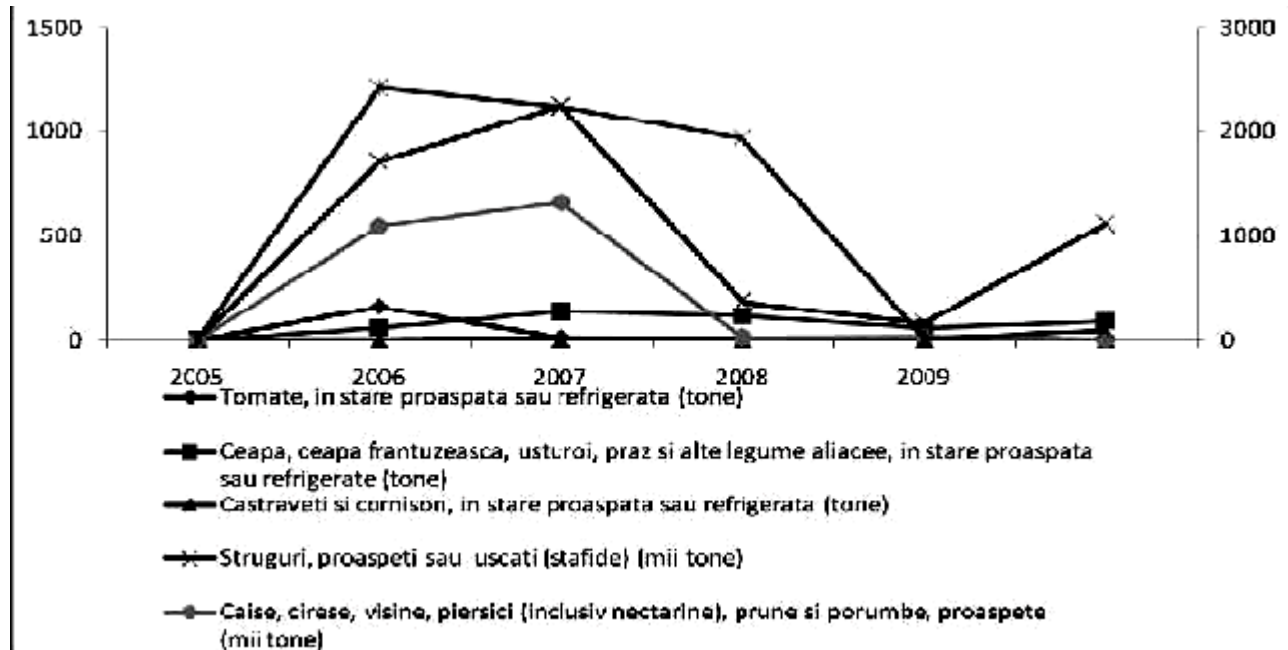 1500 3000
1000 2000
500 1000
0 0
2005 2006 2007 2008 2009
Tomate, in stare proaspata sau refrigerata (tone)
Ceapa, ceapa frantuzeasca, usturoi, praz si alte legume aliacee, in stare proaspata
sau refrigerate (tone)
Castraveti si cornison, in stare proaspata sau refrigerata (tone)
Struguri, proaspeti sau uscati (stafide) (mii tone)
Caise, cirese, visine, piersici (inclusiv nectarine), prune si porumbe, proaspete
(mii tone)